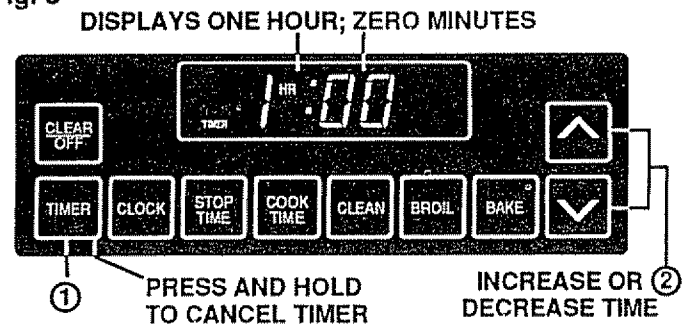 DISPLAYS ONE HOUR; ZERO MINUTES
1 HR :00
TIMER
CLEAR
OFF
TIMER
CLOCK
STOP
TIME
COOK
TIME
CLEAN
BROIL
BAKE
① PRESS AND HOLD
TO CANCEL TIMER
INCREASE OR ②
DECREASE TIME